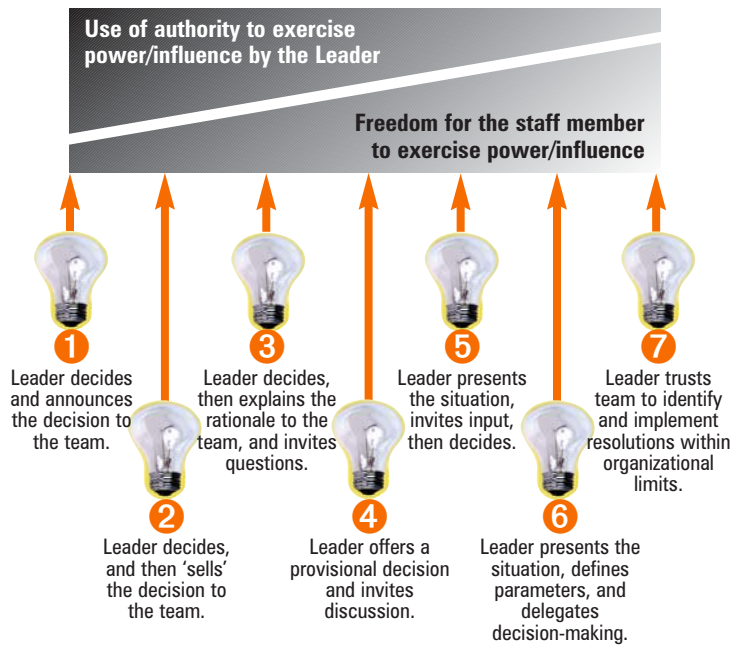 Use of authority to exercise
power/influence by the Leader
Freedom for the staff member
to exercise power/influence
1
Leader decides
and announces
the decision to
the team.
2
Leader decides,
and then ‘sells’
the decision to
the team.
3
Leader decides,
then explains the
rationale to the
team, and invites
questions.
4
Leader offers a
provisional decision
and invites
discussion.
5
Leader presents
the situation,
invites input,
then decides.
6
Leader presents the
situation, defines
parameters, and
delegates
decision-making.
7
Leader trusts
team to identify
and implement
resolutions within
organizational
limits.